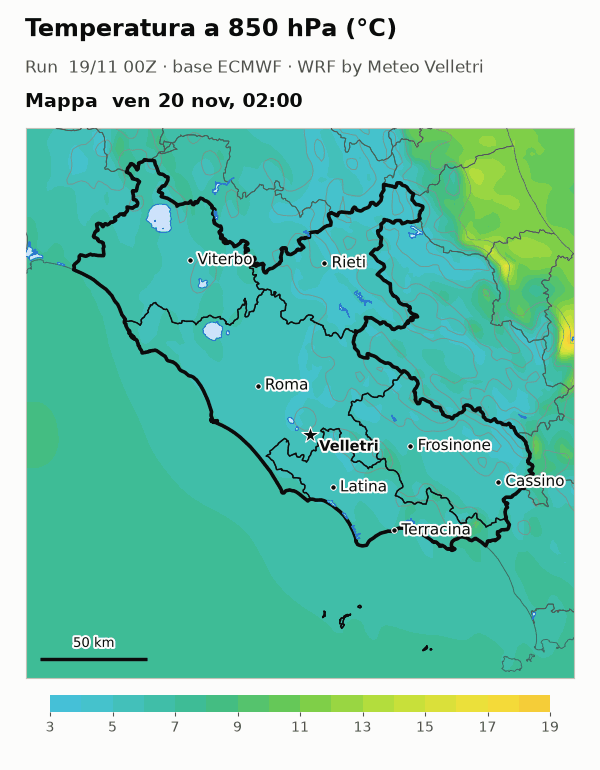 Temperatura a 850 hPa (°C)
Run  19/11 00Z · base ECMWF · WRF by Meteo Velletri
Mappa  ven 20 nov, 02:00
Viterbo
Rieti
Roma
Velletri
Frosinone
Latina
Cassino
Terracina
50 km
3 5 7 9 11 13 15 17 19